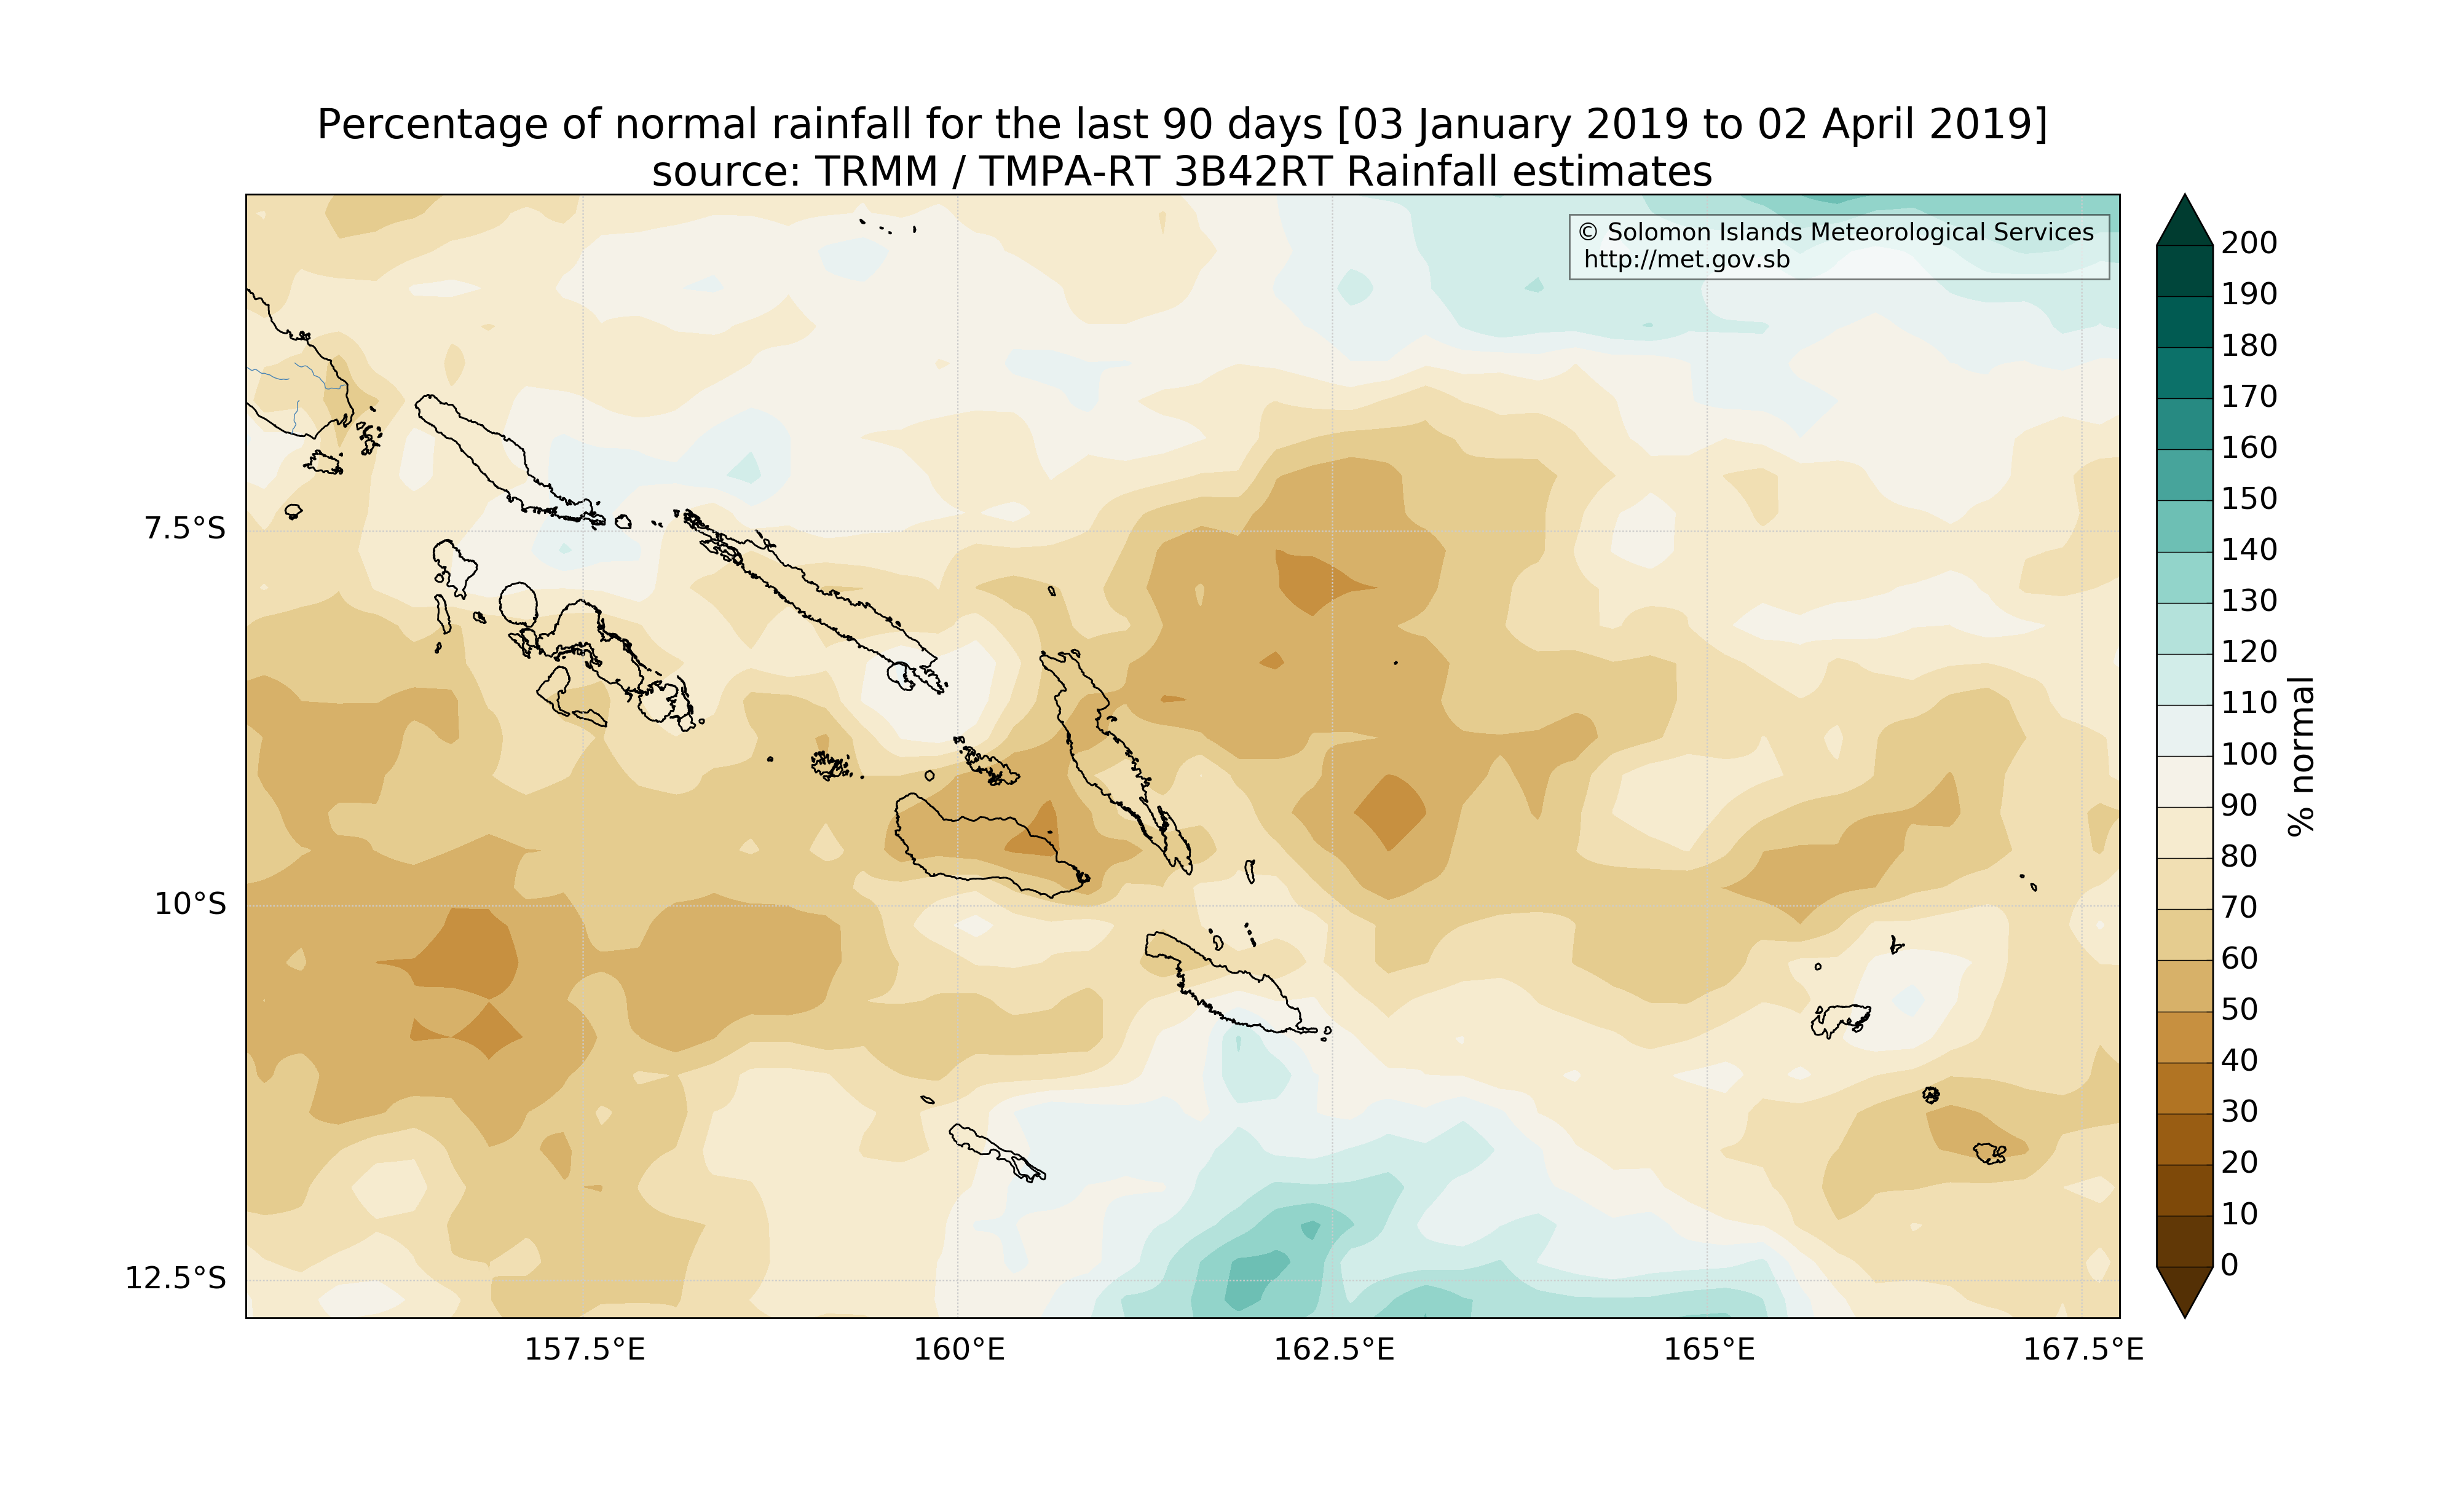 Percentage of normal rainfall for the last 90 days [03 January 2019 to 02 April 2019]
source: TRMM / TMPA-RT 3B42RT Rainfall estimates
© Solomon Islands Meteorological Services
http://met.gov.sb
7.5°S
10°S
12.5°S
157.5°E
160°E
162.5°E
165°E
167.5°E
200
190
180
170
160
150
140
130
120
110
100
90
80
70
60
50
40
30
20
10
0
% normal